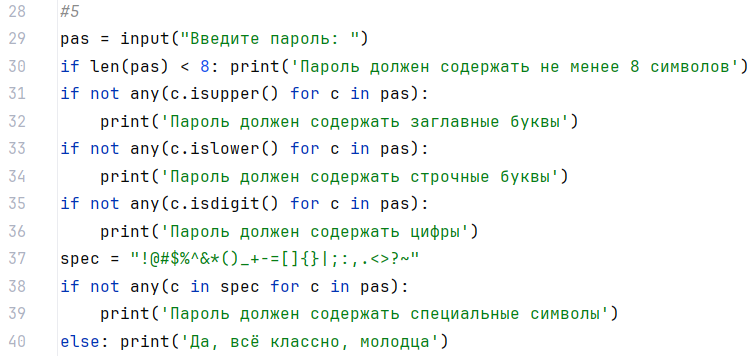 28 #5
29 pas = input("Введите пароль: ")
30 if len(pas) < 8: print('Пароль должен содержать не менее 8 символов')
31 if not any(c.isupper() for c in pas):
32     print('Пароль должен содержать заглавные буквы')
33 if not any(c.islower() for c in pas):
34     print('Пароль должен содержать строчные буквы')
35 if not any(c.isdigit() for c in pas):
36     print('Пароль должен содержать цифры')
37 spec = "!@#$%^&*()_+-=[]{}|;:,.<>?~"
38 if not any(c in spec for c in pas):
39     print('Пароль должен содержать специальные символы')
40 else: print('Да, всё классно, молодца')